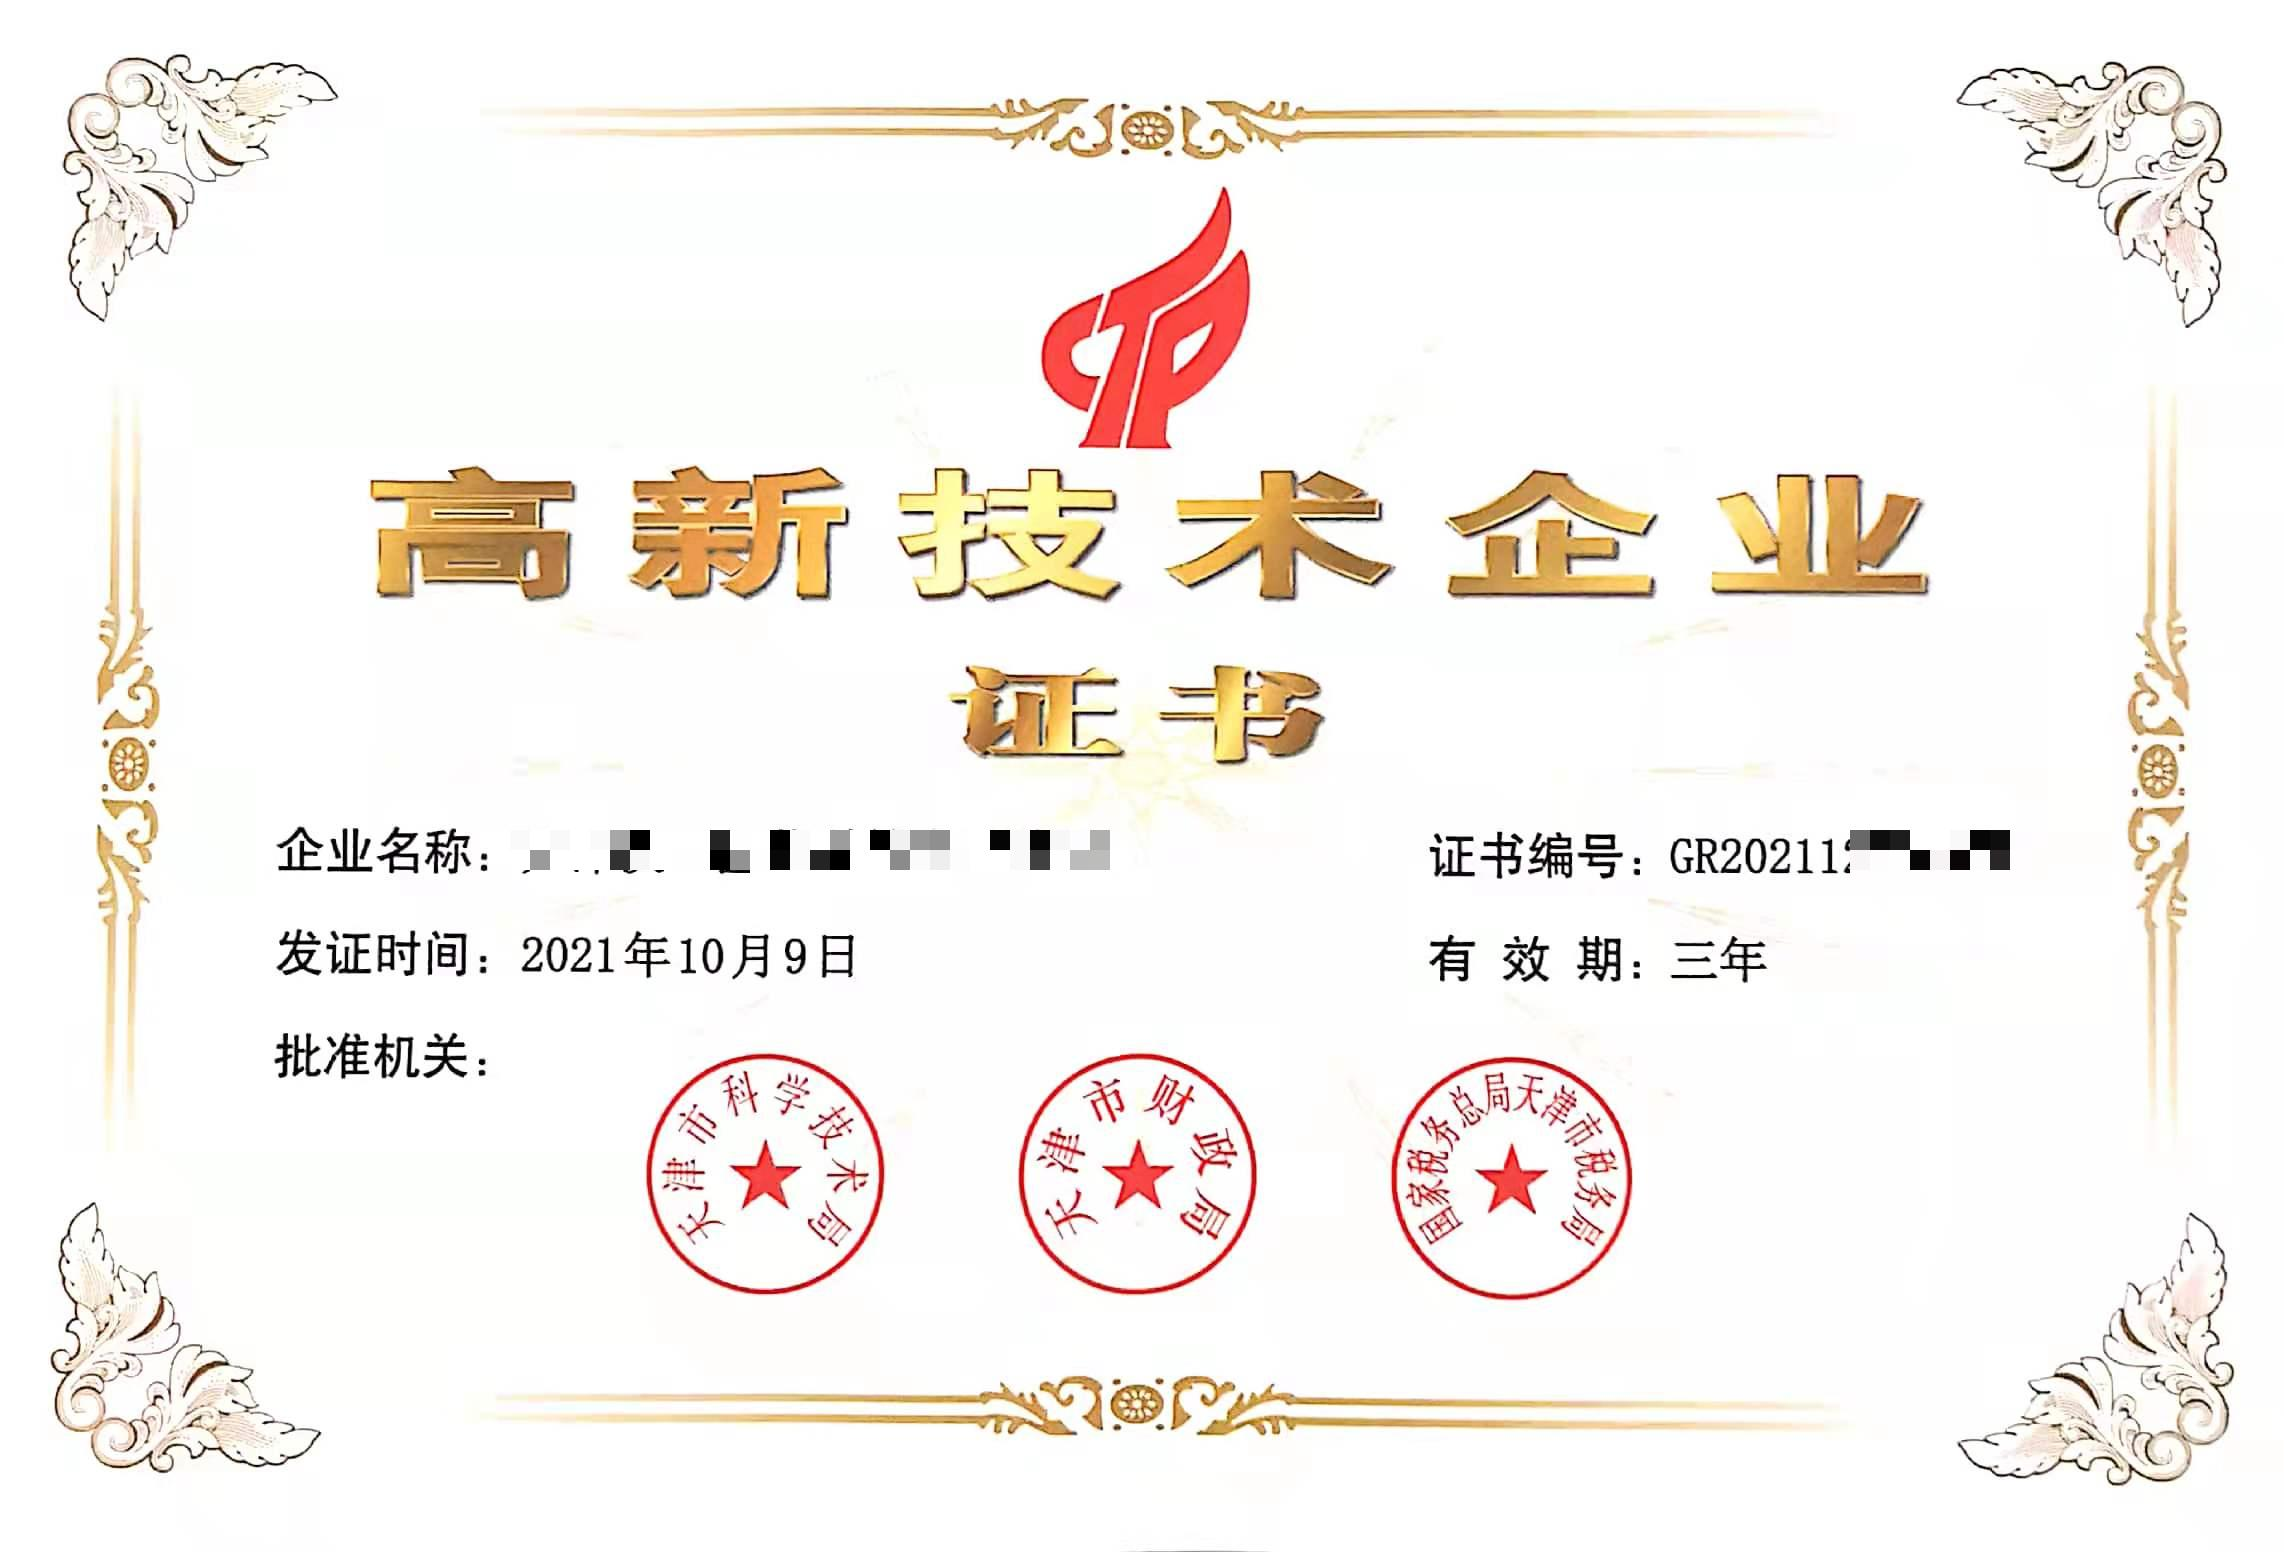 高新技术企业
证书
企业名称：
证书编号：GR202112
发证时间：2021年10月9日
有 效 期：三年
批准机关：
天津市科学技术局
天津市财政局
国家税务总局天津市税务局